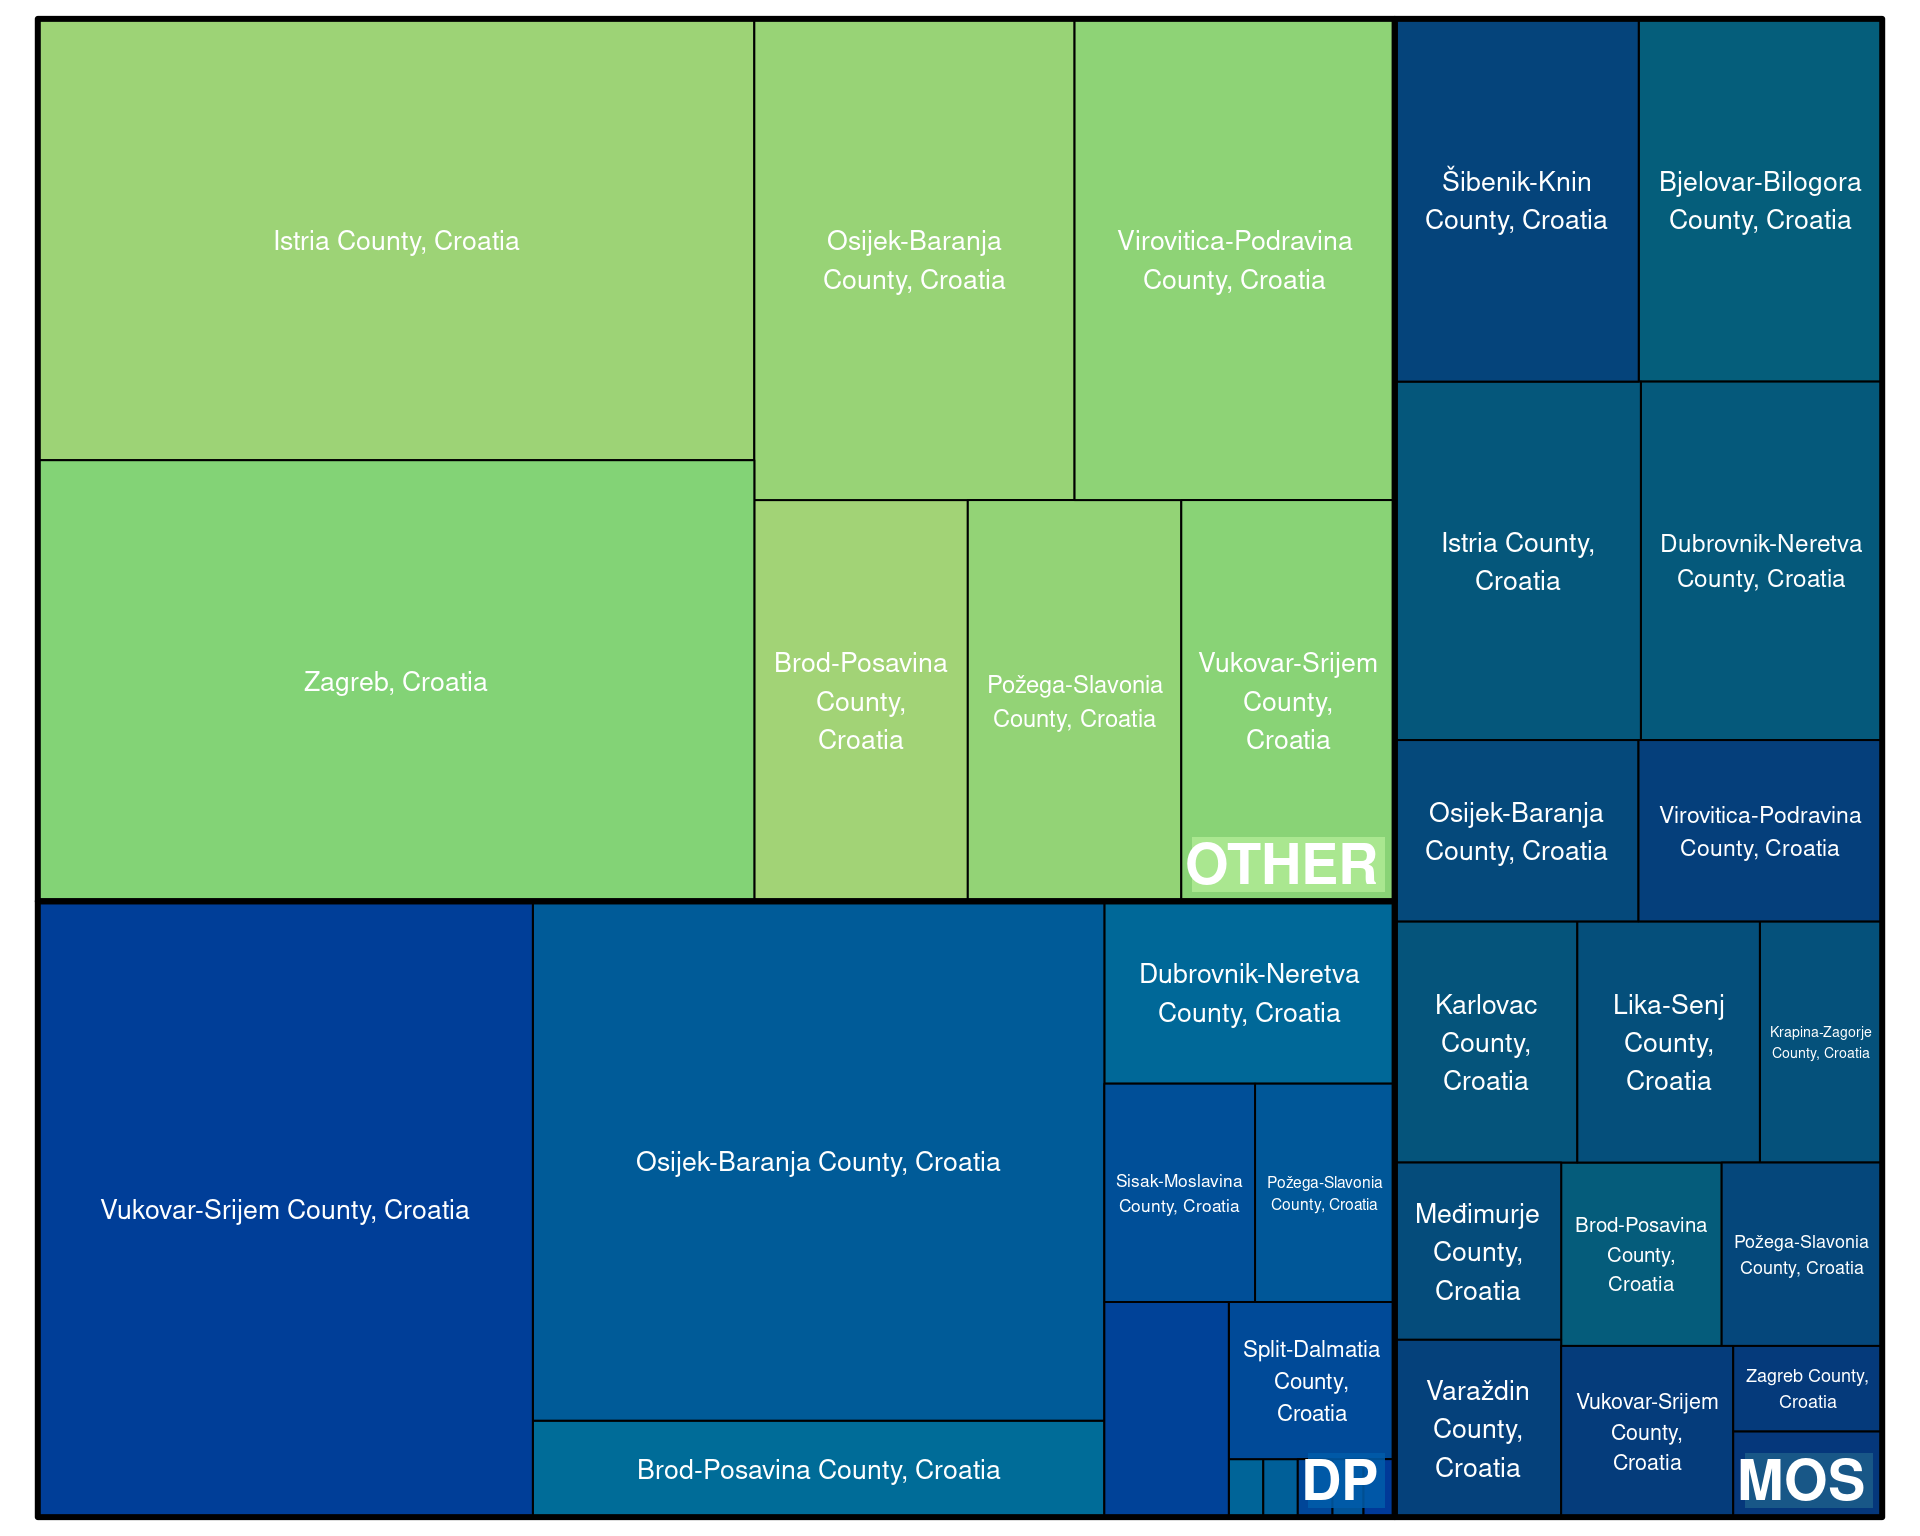 Istria County, Croatia
Osijek-Baranja
County, Croatia
Virovitica-Podravina
County, Croatia
Zagreb, Croatia
Brod-Posavina
County,
Croatia
Požega-Slavonia
County, Croatia
Vukovar-Srijem
County,
Croatia
OTHER
Vukovar-Srijem County, Croatia
Osijek-Baranja County, Croatia
Brod-Posavina County, Croatia
Dubrovnik-Neretva
County, Croatia
Sisak-Moslavina
County, Croatia
Požega-Slavonia
County, Croatia
Split-Dalmatia
County,
Croatia
DP
Šibenik-Knin
County, Croatia
Bjelovar-Bilogora
County, Croatia
Istria County,
Croatia
Dubrovnik-Neretva
County, Croatia
Osijek-Baranja
County, Croatia
Virovitica-Podravina
County, Croatia
Karlovac
County,
Croatia
Lika-Senj
County,
Croatia
Krapina-Zagorje
County, Croatia
Međimurje
County,
Croatia
Brod-Posavina
County,
Croatia
Požega-Slavonia
County, Croatia
Varaždin
County,
Croatia
Vukovar-Srijem
County,
Croatia
Zagreb County,
Croatia
MOS